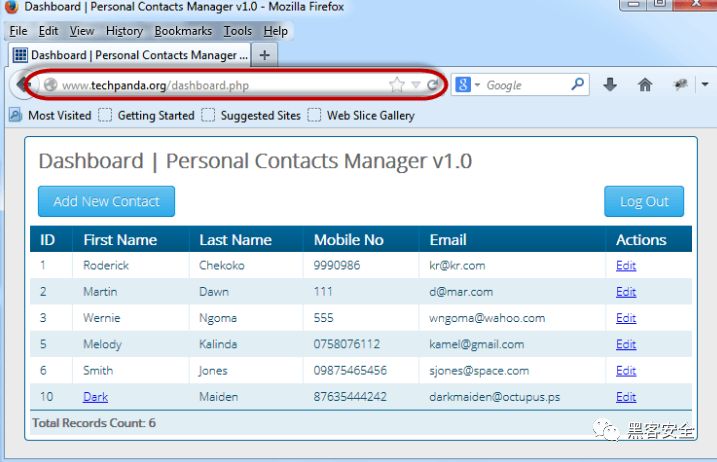 Dashboard | Personal Contacts Manager v1.0 - Mozilla Firefox
File Edit View History Bookmarks Tools Help
Dashboard | Personal Contacts Manager ... +
www.techpanda.org/dashboard.php Google
Most Visited Getting Started Suggested Sites Web Slice Gallery
Dashboard | Personal Contacts Manager v1.0
Add New Contact Log Out
ID First Name Last Name Mobile No Email Actions
1 Roderick Chekoko 9990986 kr@kr.com Edit
2 Martin Dawn 111 d@mar.com Edit
3 Wernie Ngoma 555 wngoma@wahoo.com Edit
5 Melody Kalinda 0758076112 kamel@gmail.com Edit
6 Smith Jones 09875465456 sjones@space.com Edit
10 Dark Maiden 87635444242 darkmaiden@octupus.ps Edit
Total Records Count: 6
黑客安全